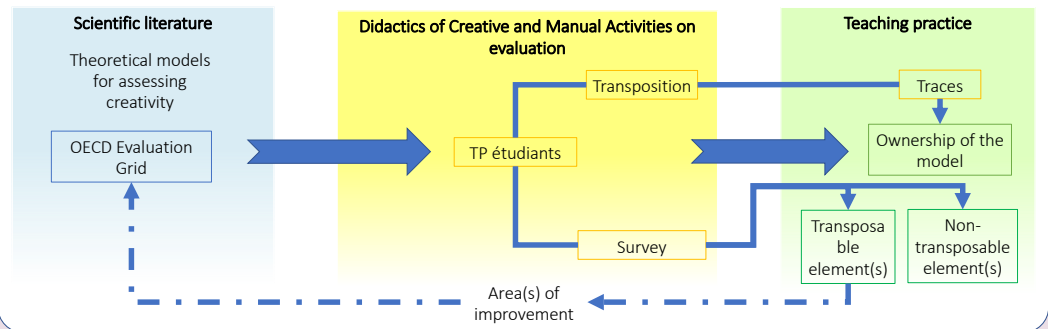 Scientific literature
Theoretical models
for assessing
creativity
OECD Evaluation
Grid
Didactics of Creative and Manual Activities on
evaluation
Transposition
TP étudiants
Survey
Teaching practice
Traces
Ownership of the
model
Transposa
ble
element(s)
Non-
transposable
element(s)
Area(s) of
improvement